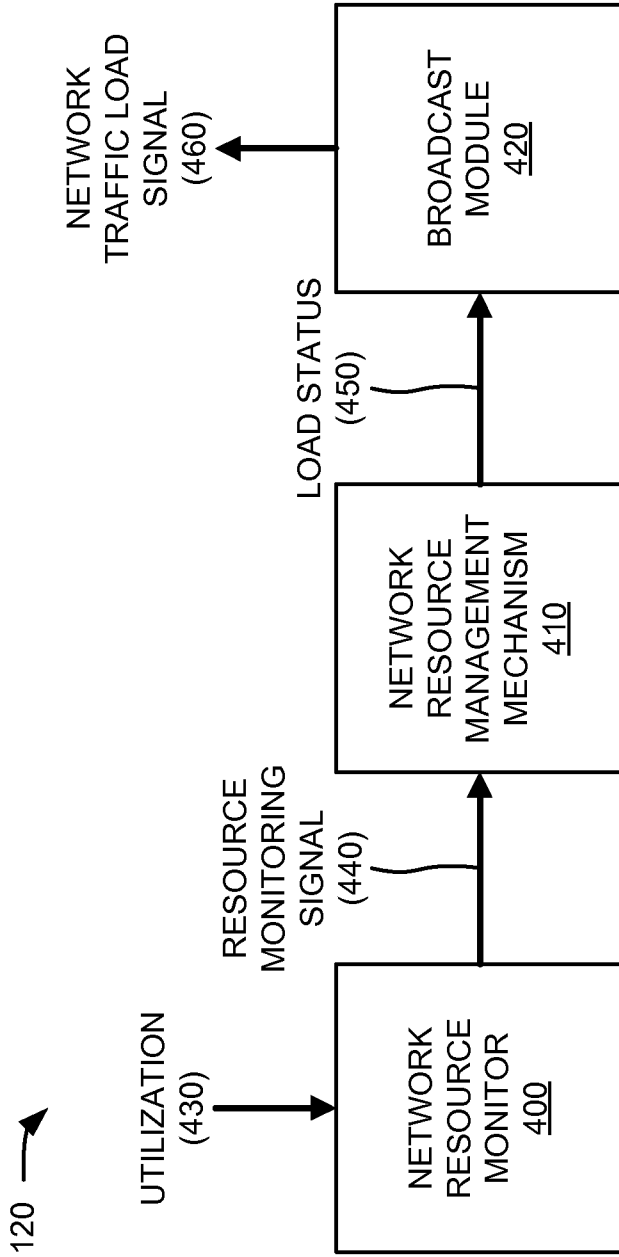 120
UTILIZATION
(430)
NETWORK
RESOURCE
MONITOR
400
RESOURCE
MONITORING
SIGNAL
(440)
NETWORK
RESOURCE
MANAGEMENT
MECHANISM
410
LOAD STATUS
(450)
BROADCAST
MODULE
420
NETWORK
TRAFFIC LOAD
SIGNAL
(460)